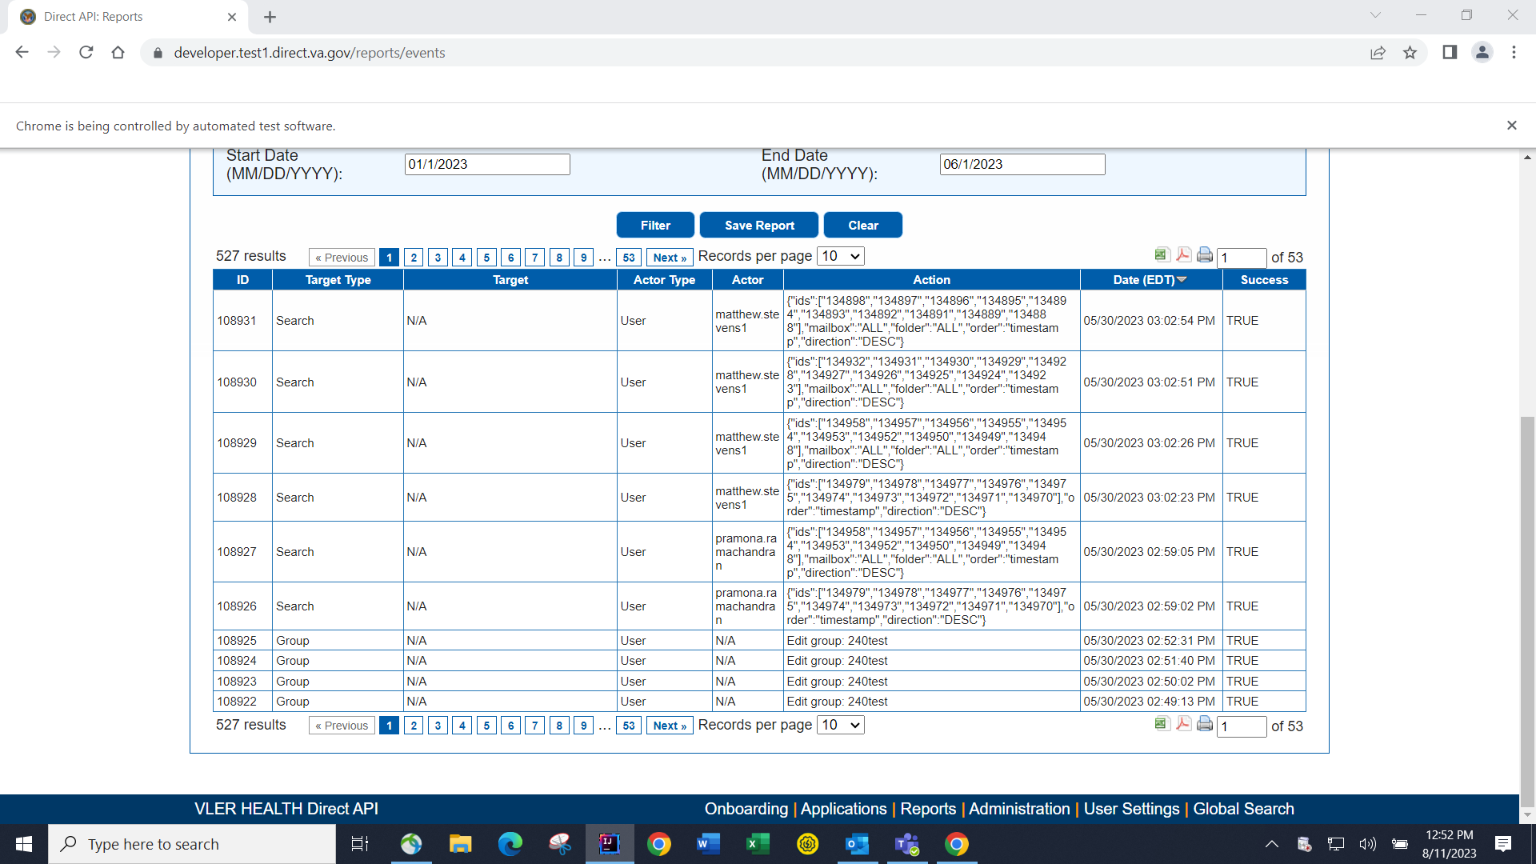 Direct API: Reports
developer.test1.direct.va.gov/reports/events
Chrome is being controlled by automated test software.
Start Date
(MM/DD/YYYY):
01/1/2023
End Date
(MM/DD/YYYY):
06/1/2023
Filter Save Report Clear
527 results « Previous 1 2 3 4 5 6 7 8 9 ... 53 Next » Records per page 10 1 of 53
ID Target Type Target Actor Type Actor Action Date (EDT) Success
108931 Search N/A User
matthew.ste
vens1
{"ids":["134898","134897","134896","134895","13489
4","134893","134892","134891","134889","13488
8"],"mailbox":"ALL","folder":"ALL","order":"timestam
p","direction":"DESC"}
05/30/2023 03:02:54 PM TRUE
108930 Search N/A User
matthew.ste
vens1
{"ids":["134932","134931","134930","134929","13492
8","134927","134926","134925","134924","13492
3"],"mailbox":"ALL","folder":"ALL","order":"timestam
p","direction":"DESC"}
05/30/2023 03:02:51 PM TRUE
108929 Search N/A User
matthew.ste
vens1
{"ids":["134958","134957","134956","134955","13495
4","134953","134952","134950","134949","13494
8"],"mailbox":"ALL","folder":"ALL","order":"timestam
p","direction":"DESC"}
05/30/2023 03:02:26 PM TRUE
108928 Search N/A User
matthew.ste
vens1
{"ids":["134979","134978","134977","134976","13497
5","134974","134973","134972","134971","134970"],"o
rder":"timestamp","direction":"DESC"}
05/30/2023 03:02:23 PM TRUE
108927 Search N/A User
pramona.ra
machandra
n
{"ids":["134958","134957","134956","134955","13495
4","134953","134952","134950","134949","13494
8"],"mailbox":"ALL","folder":"ALL","order":"timestam
p","direction":"DESC"}
05/30/2023 02:59:05 PM TRUE
108926 Search N/A User
pramona.ra
machandra
n
{"ids":["134979","134978","134977","134976","13497
5","134974","134973","134972","134971","134970"],"o
rder":"timestamp","direction":"DESC"}
05/30/2023 02:59:02 PM TRUE
108925 Group N/A User N/A Edit group: 240test 05/30/2023 02:52:31 PM TRUE
108924 Group N/A User N/A Edit group: 240test 05/30/2023 02:51:40 PM TRUE
108923 Group N/A User N/A Edit group: 240test 05/30/2023 02:50:02 PM TRUE
108922 Group N/A User N/A Edit group: 240test 05/30/2023 02:49:13 PM TRUE
527 results « Previous 1 2 3 4 5 6 7 8 9 ... 53 Next » Records per page 10 1 of 53
VLER HEALTH Direct API Onboarding | Applications | Reports | Administration | User Settings | Global Search
Type here to search
12:52 PM
8/11/2023